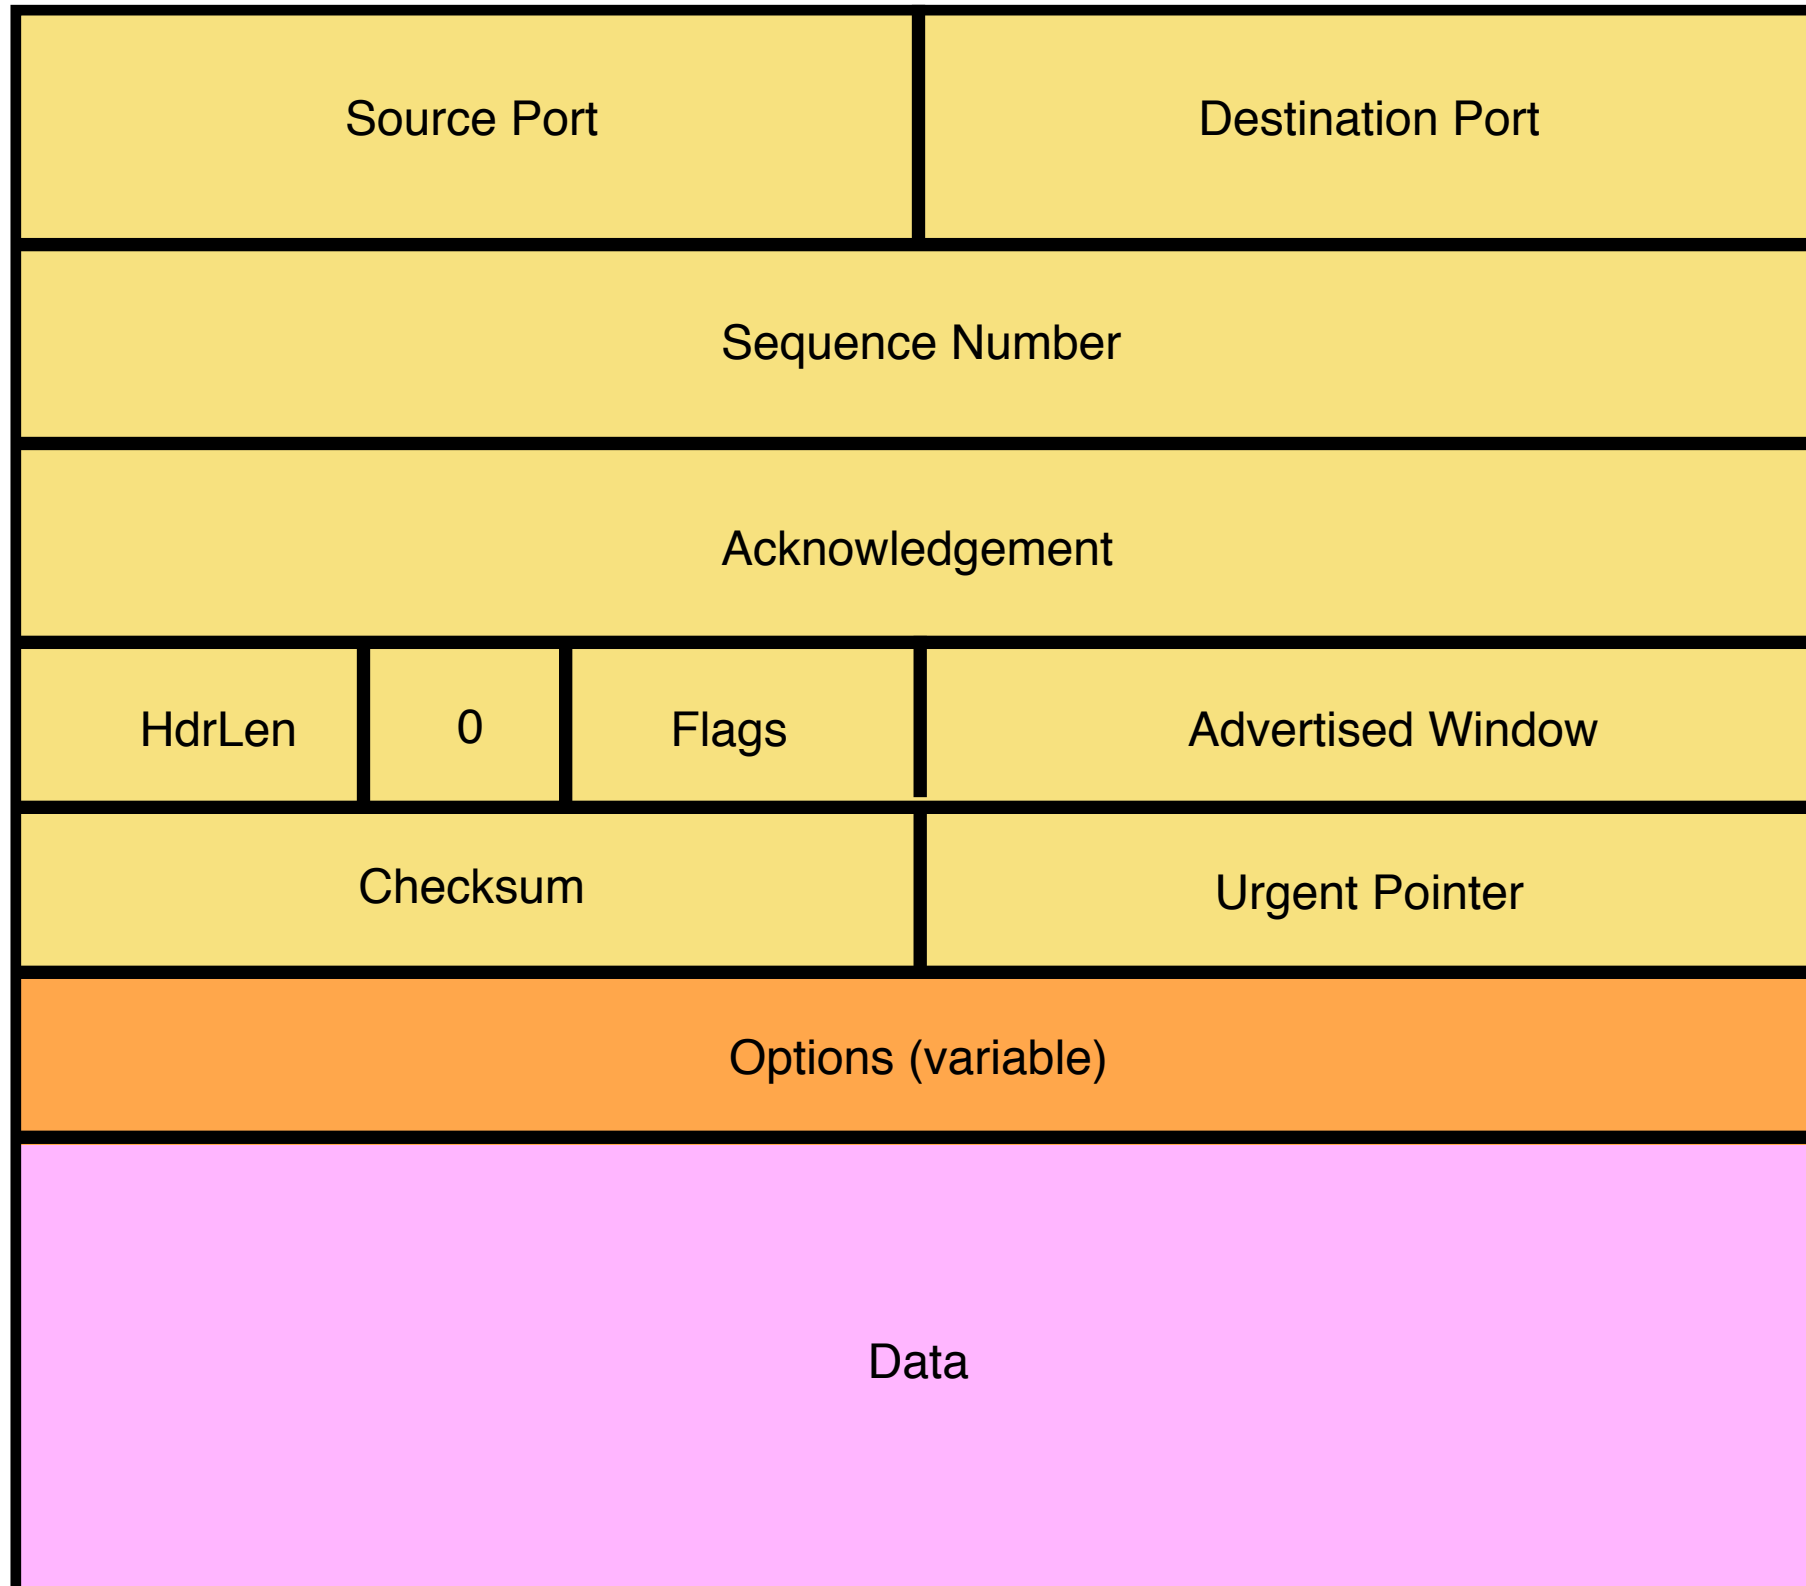 Source Port
Destination Port
Sequence Number
Acknowledgement
HdrLen
0
Flags
Advertised Window
Checksum
Urgent Pointer
Options (variable)
Data